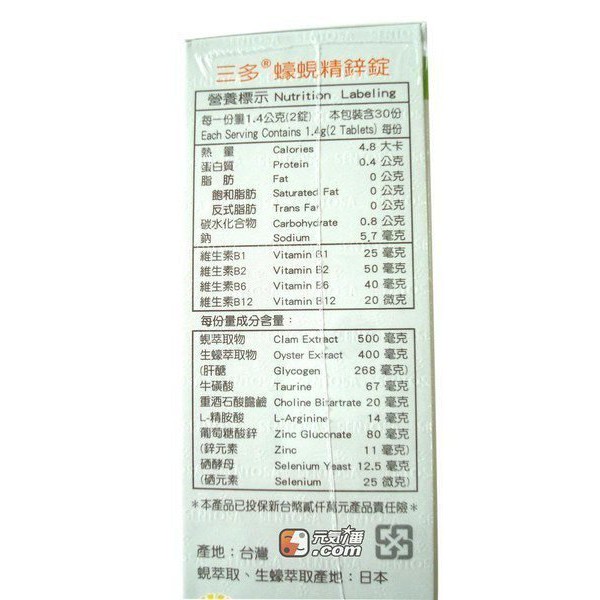 三多®蠔蜆精鋅錠
營養標示 Nutrition Labeling
每一份量1.4公克(2錠) 本包裝含30份
Each Serving Contains 1.4g(2 Tablets) 每份
熱量 Calories 4.8 大卡
蛋白質 Protein 0.4 公克
脂肪 Fat 0 公克
飽和脂肪 Saturated Fat 0 公克
反式脂肪 Trans Fat 0 公克
碳水化合物 Carbohydrate 0.8 公克
鈉 Sodium 5.7 毫克
維生素B1 Vitamin B1 25 毫克
維生素B2 Vitamin B2 50 毫克
維生素B6 Vitamin B6 40 毫克
維生素B12 Vitamin B12 20 微克
每份量成分含量：
蜆萃取物 Clam Extract 500 毫克
生蠔萃取物 Oyster Extract 400 毫克
(肝醣 Glycogen 268 毫克)
牛磺酸 Taurine 67 毫克
重酒石酸膽鹼 Choline Bitartrate 20 毫克
L-精胺酸 L-Arginine 14 毫克
葡萄糖酸鋅 Zinc Gluconate 80 毫克
(鋅元素 Zinc 11 毫克)
硒酵母 Selenium Yeast 12.5 毫克
(硒元素 Selenium 25 微克)
*本產品已投保新台幣貳仟萬元產品責任險*
元気1番.com
產地：台灣
蜆萃取、生蠔萃取產地：日本